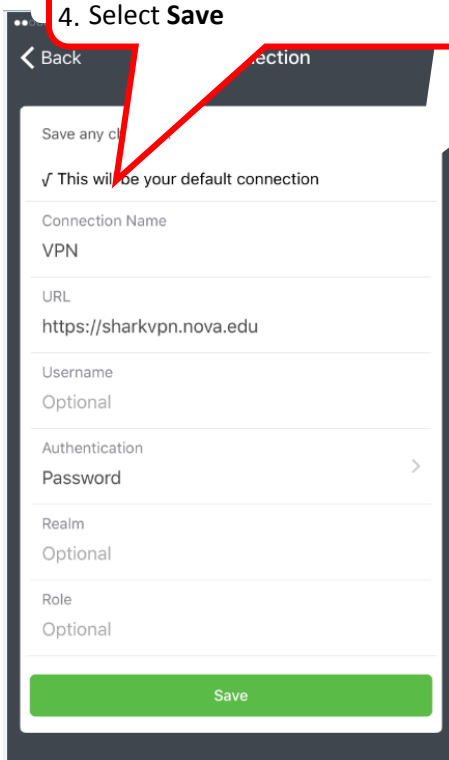 4. Select Save
Back
ection
Save any c
√ This will be your default connection
Connection Name
VPN
URL
https://sharkvpn.nova.edu
Username
Optional
Authentication
Password
Realm
Optional
Role
Optional
Save